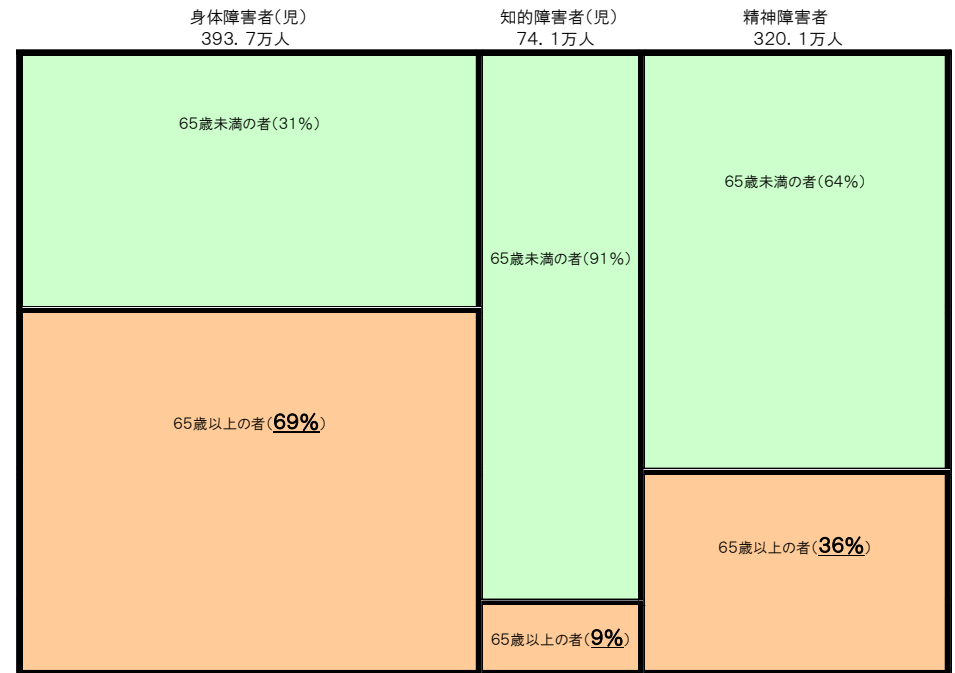 身体障害者(児)
393. 7万人
知的障害者(児)
74. 1万人
精神障害者
320. 1万人
65歳未満の者(31%)
65歳以上の者(69%)
65歳未満の者(91%)
65歳以上の者(9%)
65歳未満の者(64%)
65歳以上の者(36%)